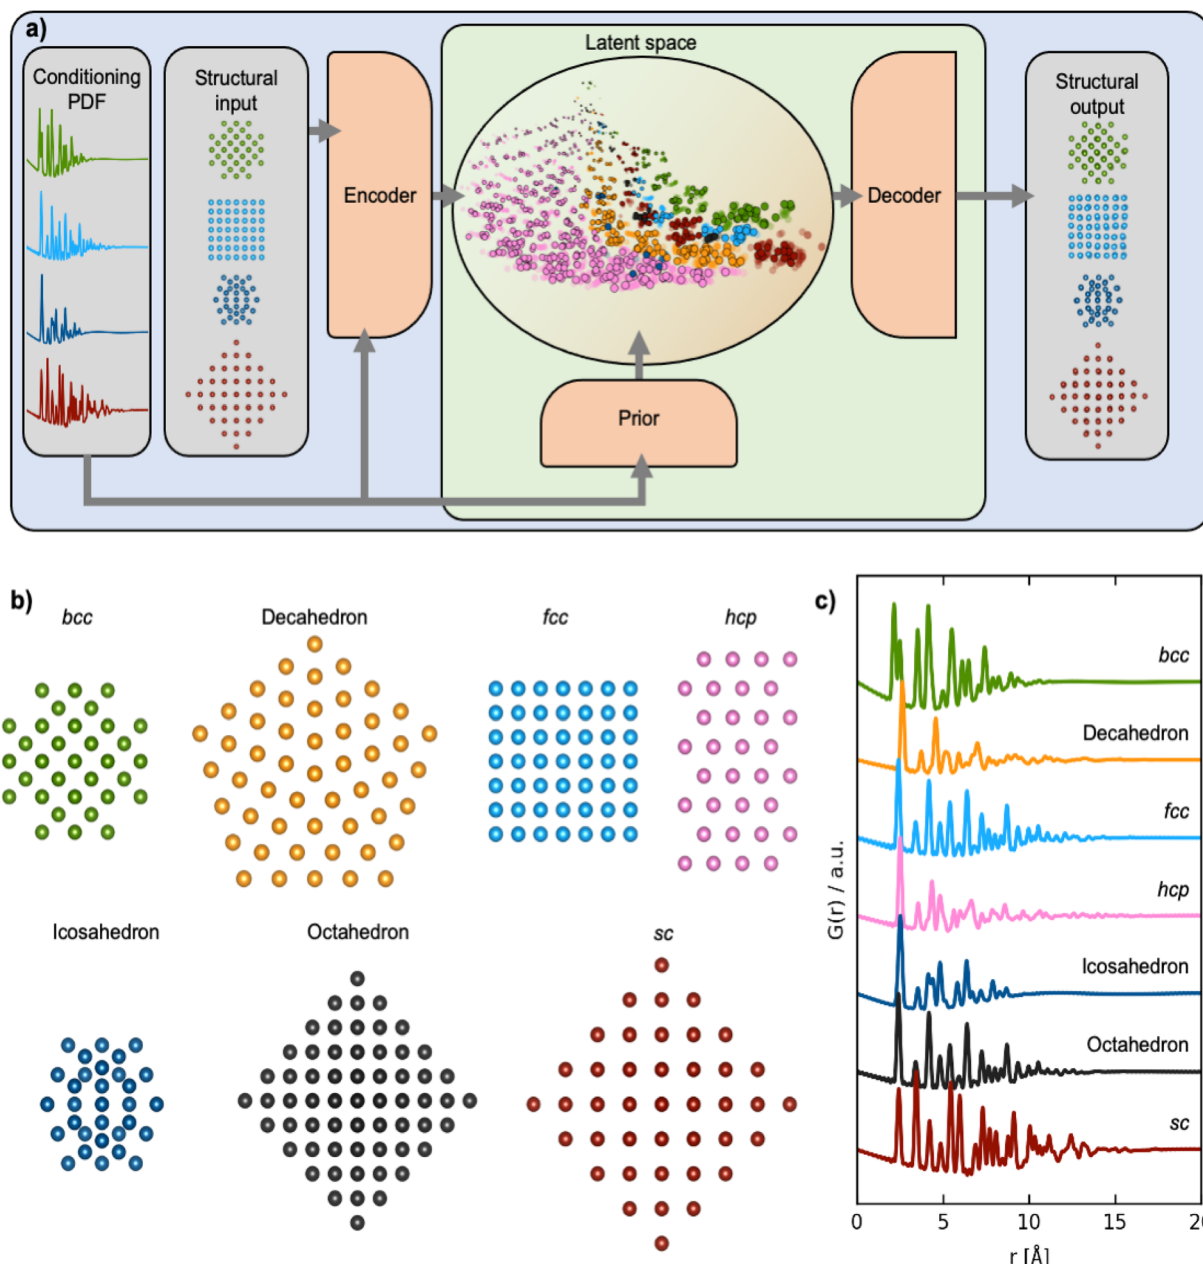 a)
Conditioning
PDF
Structural
input
Encoder
Latent space
Prior
Decoder
Structural
output
b)
bcc
Decahedron
fcc
hcp
Icosahedron
Octahedron
sc
c)
G(r) / a.u.
bcc
Decahedron
fcc
hcp
Icosahedron
Octahedron
sc
0 5 10 15 20
r [Å]